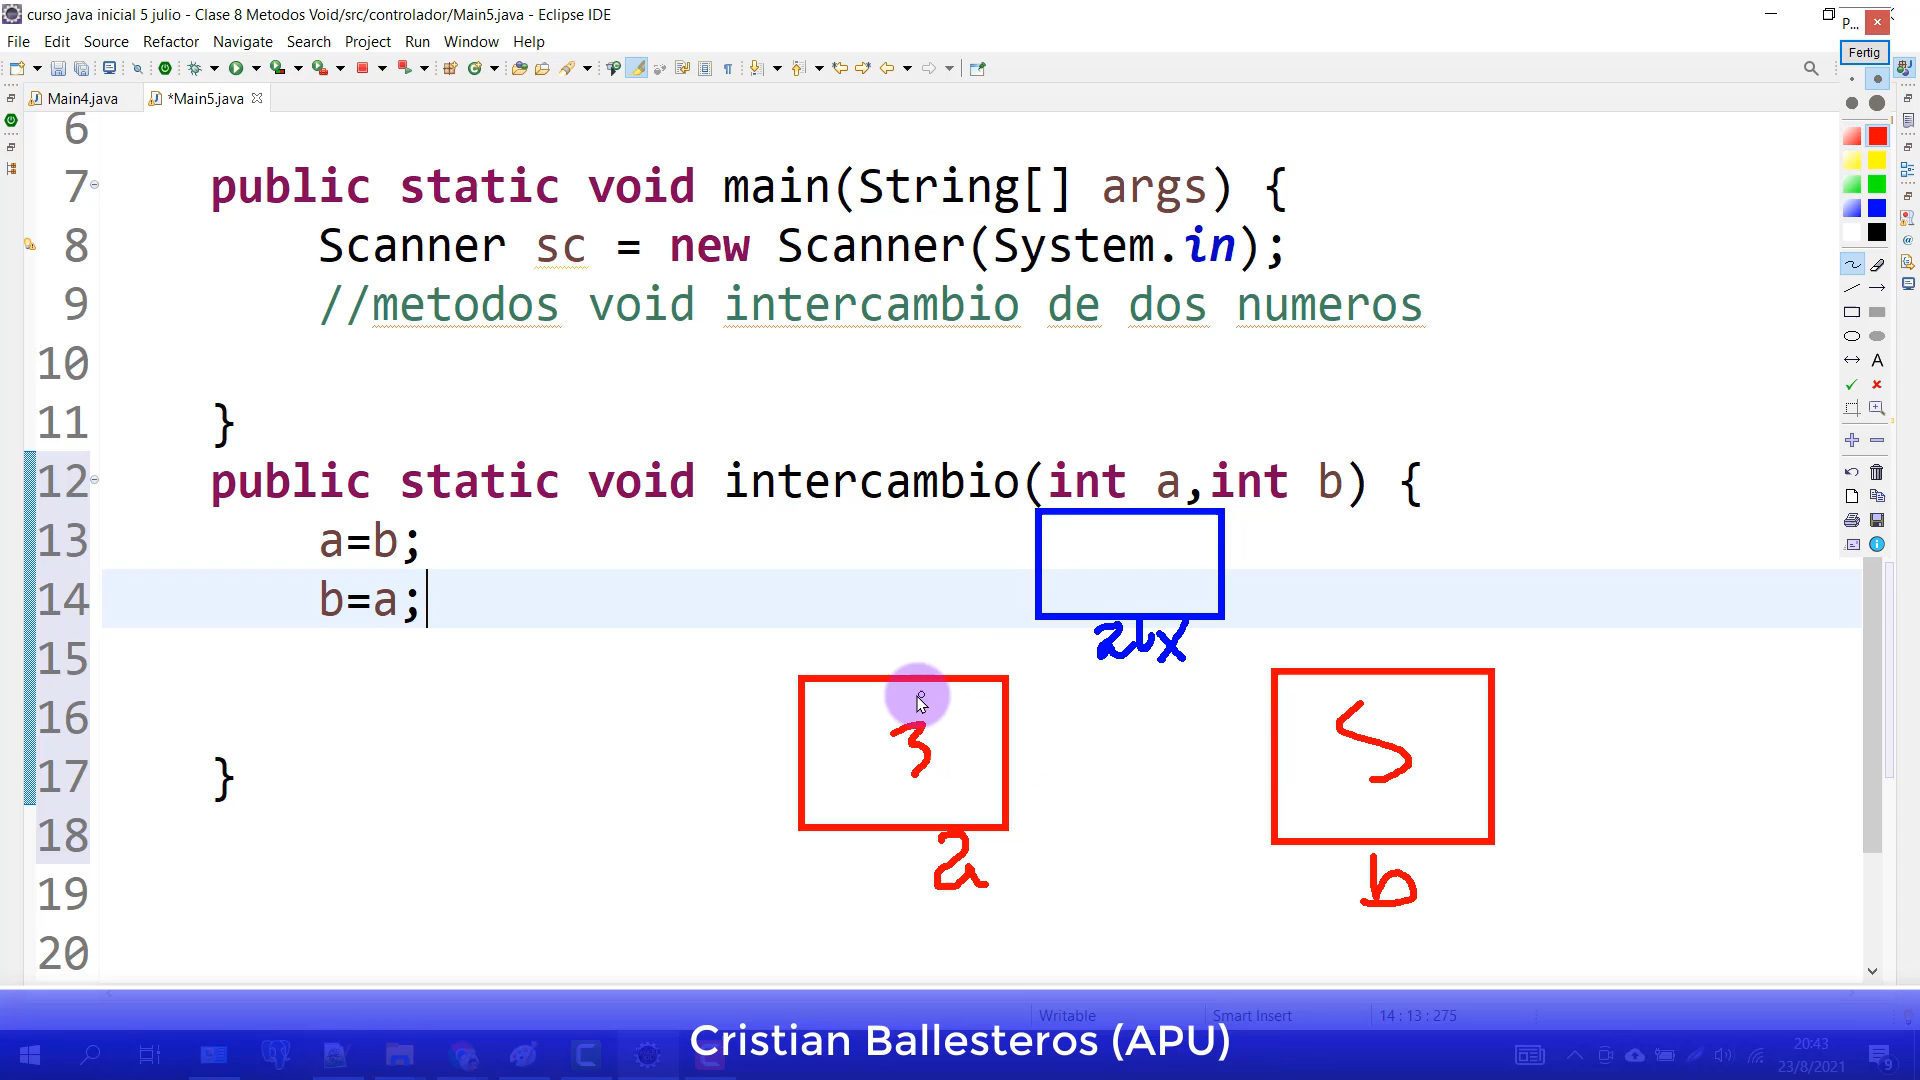 curso java inicial 5 julio - Clase 8 Metodos Void/src/controlador/Main5.java - Eclipse IDE
P...
File Edit Source Refactor Navigate Search Project Run Window Help
Fertig
Main4.java *Main5.java
6
7 public static void main(String[] args) {
8 Scanner sc = new Scanner(System.in);
9 //metodos void intercambio de dos numeros
10
11 }
12 public static void intercambio(int a,int b) {
13 a=b;
14 b=a;
15
16
17 }
18
19
20
aux
3
5
a
b
Writable Smart Insert 14 : 13 : 275
Cristian Ballesteros (APU)
20:43
23/8/2021
9